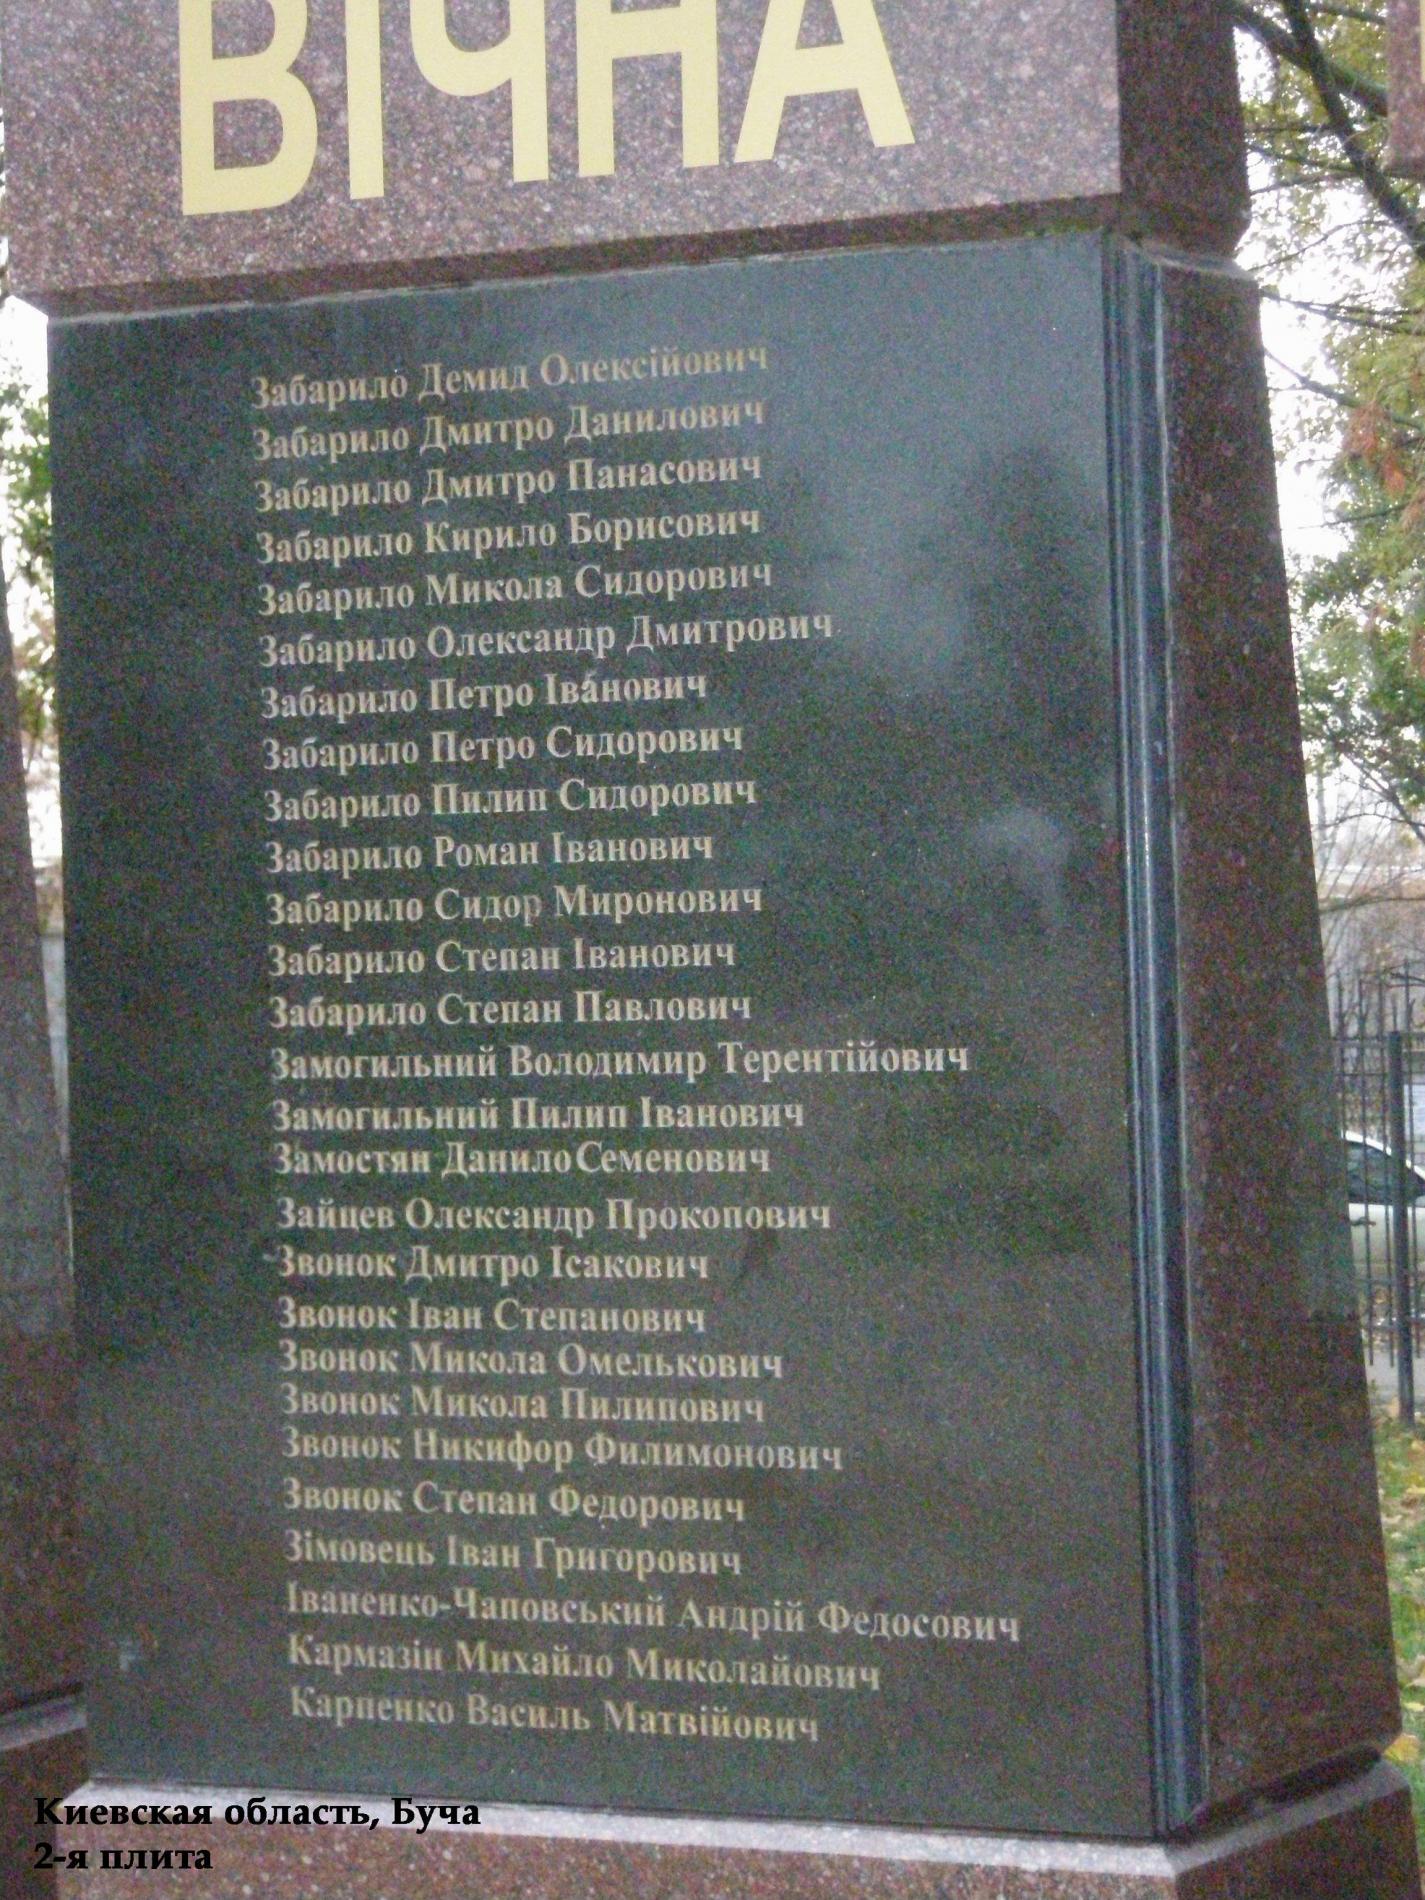 ВІЧНА
Забарило Демид Олексійович
Забарило Дмитро Данилович
Забарило Дмитро Панасович
Забарило Кирило Борисович
Забарило Микола Сидорович
Забарило Олександр Дмитрович
Забарило Петро Іванович
Забарило Петро Сидорович
Забарило Пилип Сидорович
Забарило Роман Іванович
Забарило Сидор Миронович
Забарило Степан Іванович
Забарило Степан Павлович
Замогильний Володимир Терентійович
Замогильний Пилип Іванович
Замостян Данило Семенович
Зайцев Олександр Прокопович
Звонок Дмитро Ісакович
Звонок Іван Степанович
Звонок Микола Омелькович
Звонок Микола Пилипович
Звонок Никифор Филимонович
Звонок Степан Федорович
Зімовець Іван Григорович
Іваненко-Чаповський Андрій Федосович
Кармазін Михайло Миколайович
Карпенко Василь Матвійович
Киевская область, Буча
2-я плита